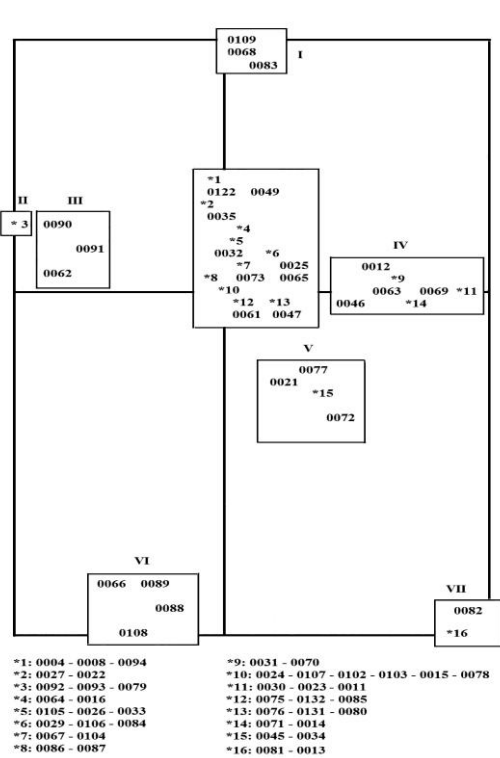 0109
0068
0083
I
*1
0122 0049
*2
0035
*4
*5
0032 *6
*7 0025
*8 0073 0065
*10
*12 *13
0061 0047
II
* 3
III
0090
0091
0062
IV
0012
*9
0063 0069 *11
0046 *14
V
0077
0021
*15
0072
VI
0066 0089
0088
0108
VII
0082
*16
*1: 0004 - 0008 - 0094
*2: 0027 - 0022
*3: 0092 - 0093 - 0079
*4: 0064 - 0016
*5: 0105 - 0026 - 0033
*6: 0029 - 0106 - 0084
*7: 0067 - 0104
*8: 0086 - 0087
*9: 0031 - 0070
*10: 0024 - 0107 - 0102 - 0103 - 0015 - 0078
*11: 0030 - 0023 - 0011
*12: 0075 - 0132 - 0085
*13: 0076 - 0131 - 0080
*14: 0071 - 0014
*15: 0045 - 0034
*16: 0081 - 0013